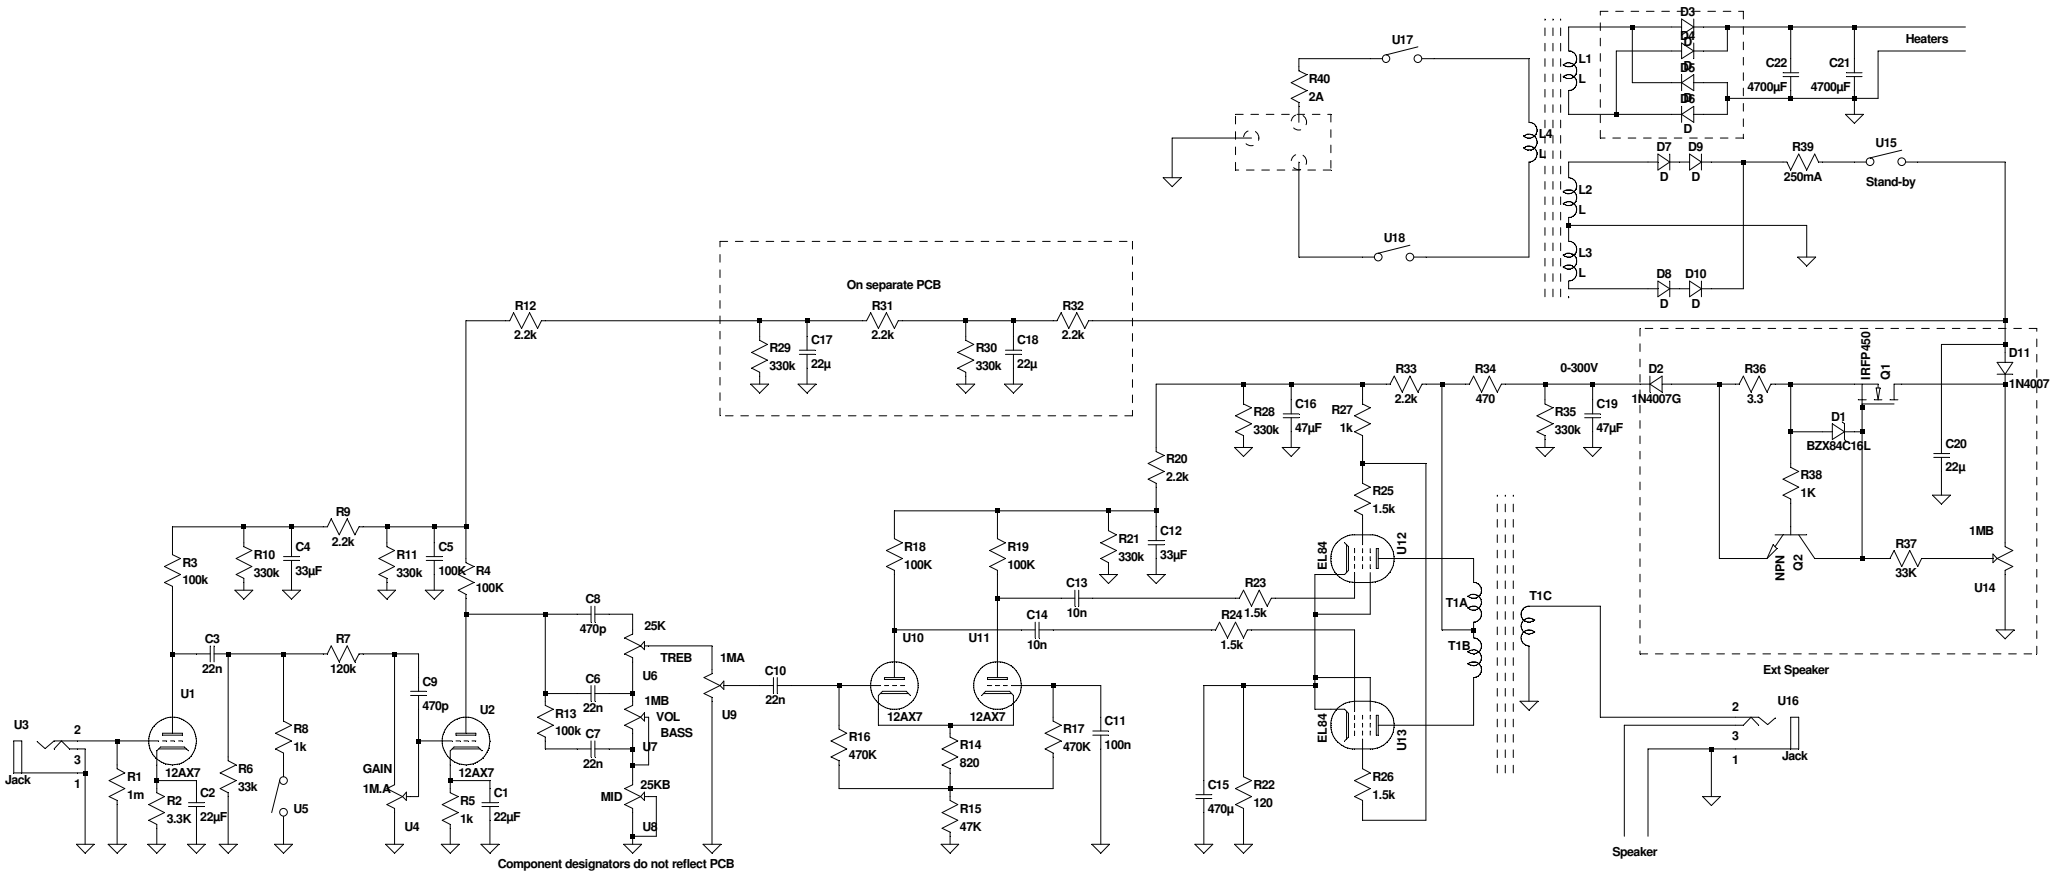 D3
D4
D
D5
D
D6
D
D
L1
L
C22
4700µF
C21
4700µF
Heaters
U17
R40
2A
L4
L
U18
D7
D
D9
D
R39
250mA
U15
Stand-by
L2
L
L3
L
D8
D
D10
D
On separate PCB
R12
2.2k
R29
330k
C17
22µ
R31
2.2k
R30
330k
C18
22µ
R32
2.2k
R28
330k
C16
47µF
R27
1k
R33
2.2k
R34
470
0-300V
R35
330k
C19
47µF
D2
1N4007G
R36
3.3
IRFP450
Q1
D11
1N4007
D1
BZX84C16L
C20
22µ
R38
1K
NPN
Q2
R37
33K
1MB
U14
R20
2.2k
R25
1.5k
R3
100k
R10
330k
C4
33µF
R9
2.2k
R11
330k
C5
100K
R4
100K
R18
100K
R19
100K
R21
330k
C12
33µF
EL84
U12
C13
10n
R23
1.5k
C14
10n
R24
1.5k
T1A
T1B
T1C
C3
22n
R7
120k
C9
470p
C8
470p
25K
TREB
U6
1MA
U9
C10
22n
U10
12AX7
U11
12AX7
C6
22n
R13
100k
C7
22n
1MB
VOL
BASS
U7
MID
25KB
U8
U3
Jack
2
3
1
R1
1m
U1
12AX7
R2
3.3K
C2
22µF
R6
33k
R8
1k
U5
GAIN
1M.A
U4
U2
12AX7
R5
1k
C1
22µF
R16
470K
R14
820
R15
47K
R17
470K
C11
100n
C15
470µ
R22
120
EL84
U13
R26
1.5k
Ext Speaker
2
3
1
U16
Jack
Speaker
Component designators do not reflect PCB